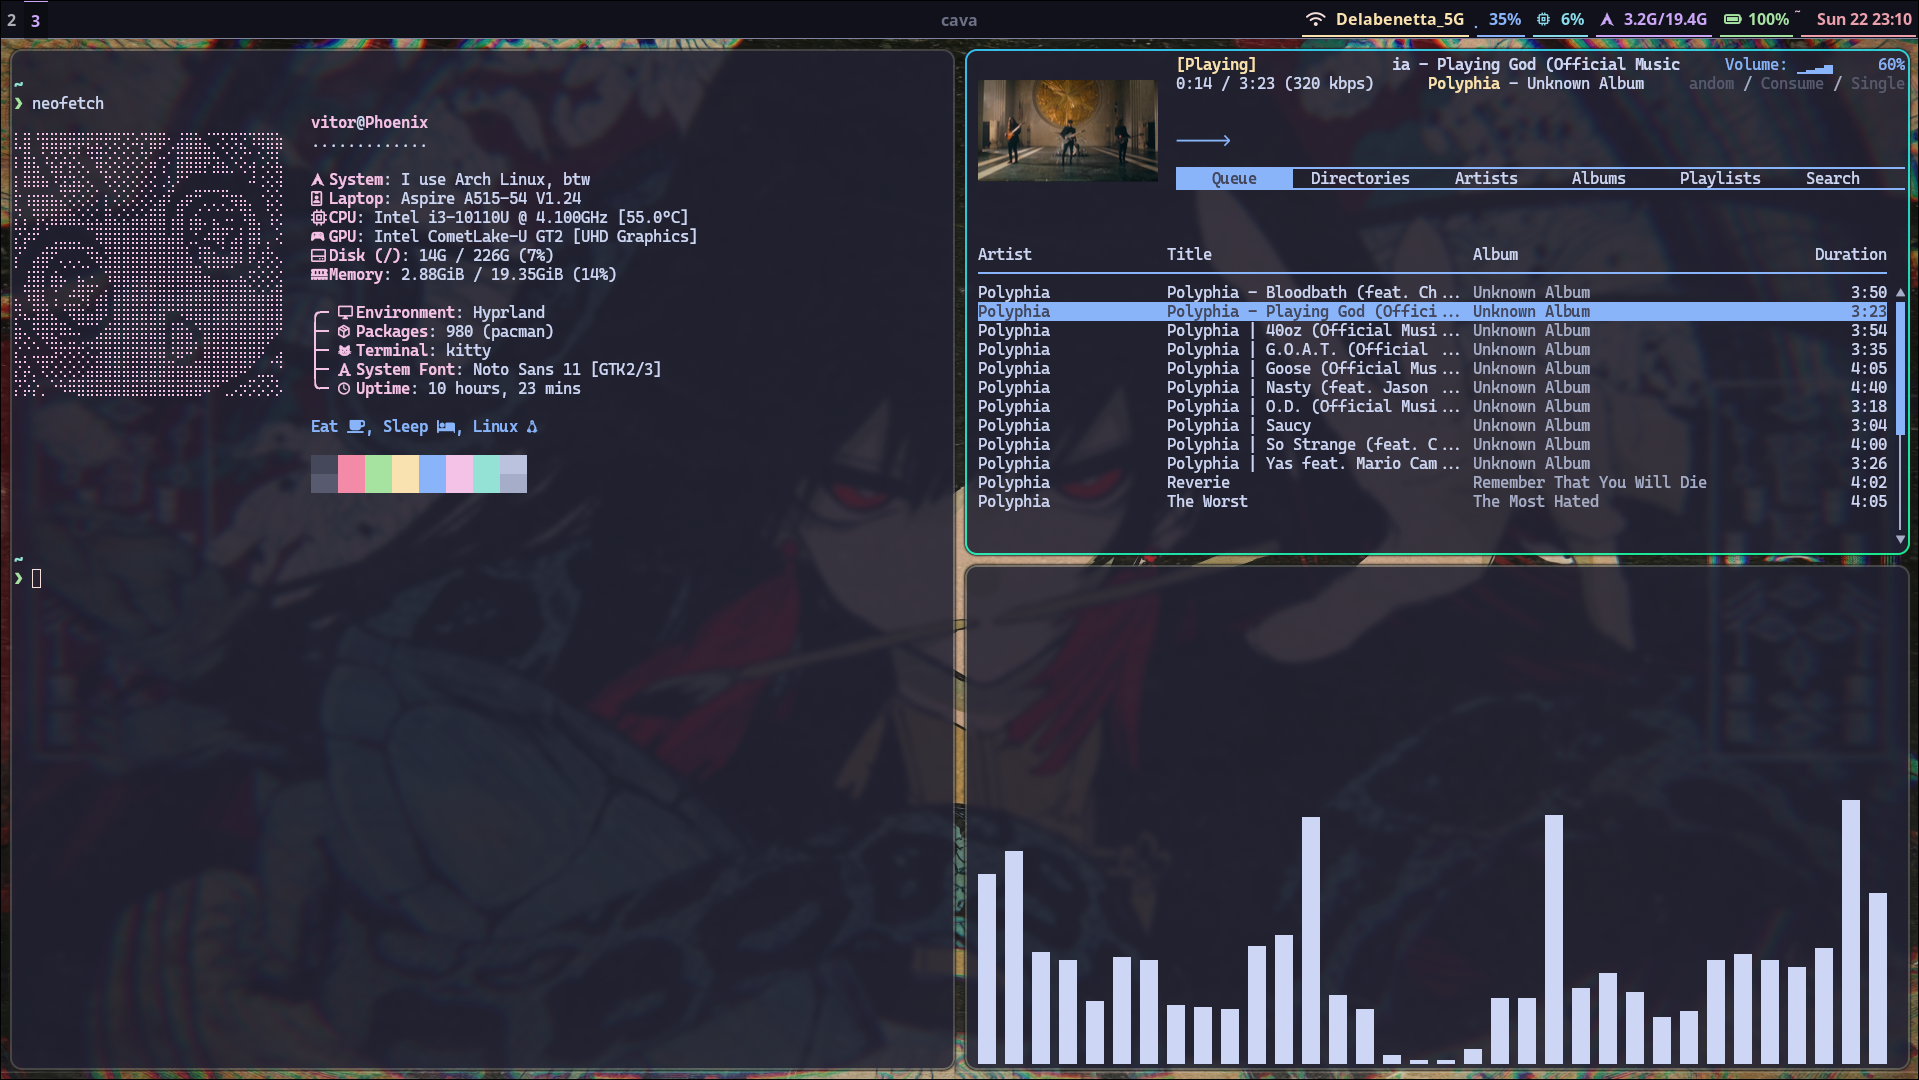 2 3 cava Delabenetta_5G 35% 6% 3.2G/19.4G 100% Sun 22 23:10
~
❯ neofetch
vitor@Phoenix
.............
System: I use Arch Linux, btw
Laptop: Aspire A515-54 V1.24
CPU: Intel i3-10110U @ 4.100GHz [55.0°C]
GPU: Intel CometLake-U GT2 [UHD Graphics]
Disk (/): 14G / 226G (7%)
Memory: 2.88GiB / 19.35GiB (14%)
Environment: Hyprland
Packages: 980 (pacman)
Terminal: kitty
System Font: Noto Sans 11 [GTK2/3]
Uptime: 10 hours, 23 mins
Eat , Sleep , Linux
~
❯
[Playing] ia - Playing God (Official Music Volume: 60%
0:14 / 3:23 (320 kbps) Polyphia - Unknown Album andom / Consume / Single
Queue Directories Artists Albums Playlists Search
Artist Title Album Duration
Polyphia Polyphia - Bloodbath (feat. Ch... Unknown Album 3:50
Polyphia Polyphia - Playing God (Offici... Unknown Album 3:23
Polyphia Polyphia | 40oz (Official Musi... Unknown Album 3:54
Polyphia Polyphia | G.O.A.T. (Official ... Unknown Album 3:35
Polyphia Polyphia | Goose (Official Mus... Unknown Album 4:05
Polyphia Polyphia | Nasty (feat. Jason ... Unknown Album 4:40
Polyphia Polyphia | O.D. (Official Musi... Unknown Album 3:18
Polyphia Polyphia | Saucy Unknown Album 3:04
Polyphia Polyphia | So Strange (feat. C... Unknown Album 4:00
Polyphia Polyphia | Yas feat. Mario Cam... Unknown Album 3:26
Polyphia Reverie Remember That You Will Die 4:02
Polyphia The Worst The Most Hated 4:05